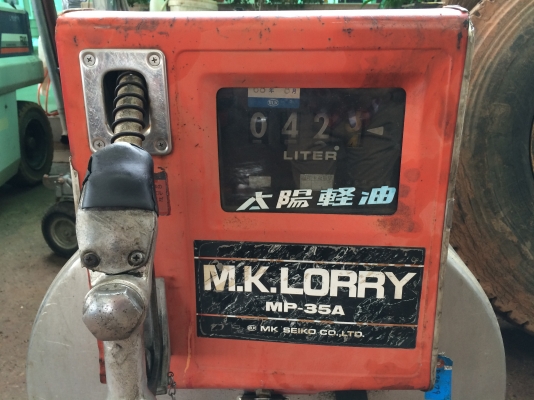 042
LITER
太陽軽油
M.K.LORRY
MP-35A
MK SEIKO CO.,LTD.